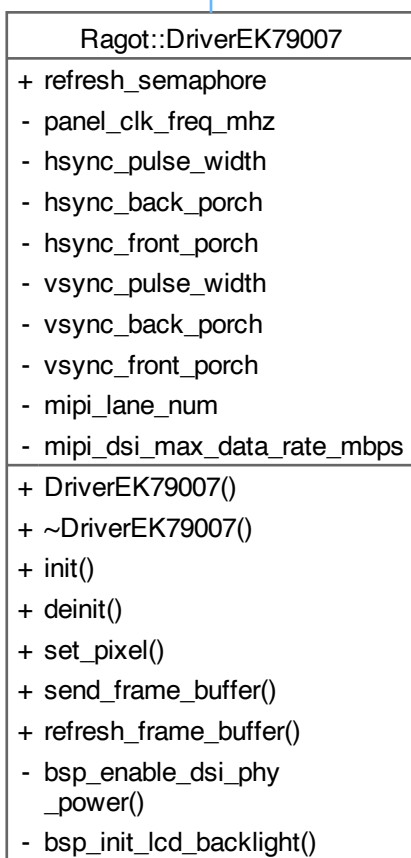 Ragot::DriverEK79007
+ refresh_semaphore
- panel_clk_freq_mhz
- hsync_pulse_width
- hsync_back_porch
- hsync_front_porch
- vsync_pulse_width
- vsync_back_porch
- vsync_front_porch
- mipi_lane_num
- mipi_dsi_max_data_rate_mbps
+ DriverEK79007()
+ ~DriverEK79007()
+ init()
+ deinit()
+ set_pixel()
+ send_frame_buffer()
+ refresh_frame_buffer()
- bsp_enable_dsi_phy
_power()
- bsp_init_lcd_backlight()